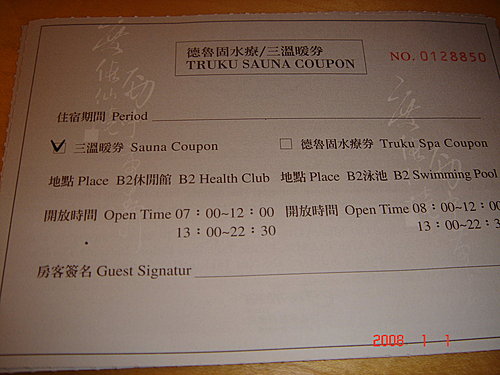 德魯固水療/三溫暖券
TRUKU SAUNA COUPON
NO. 0128850
住宿期間 Period
三溫暖券 Sauna Coupon □ 德魯固水療券 Truku Spa Coupon
地點 Place B2休閒館 B2 Health Club 地點 Place B2泳池 B2 Swimming Pool
開放時間 Open Time 07：00~12：00 開放時間 Open Time 08：00~12：00
13：00~22：30 13：00~22：3
房客簽名 Guest Signatur
2008 1 1